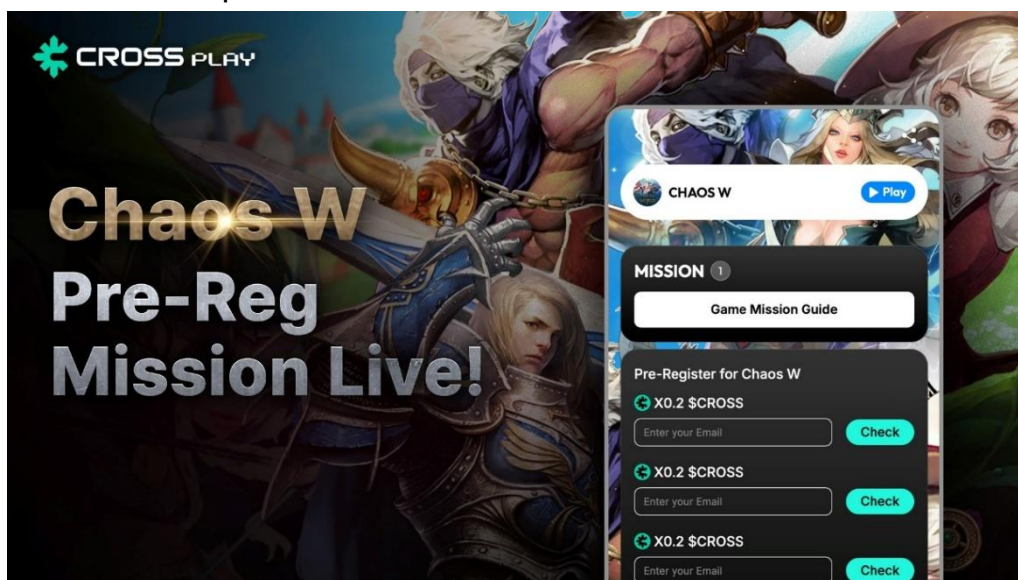 CROSS PLAY
Chaos W
Pre-Reg
Mission Live!
CHAOS W
Play
MISSION 1
Game Mission Guide
Pre-Register for Chaos W
X0.2 $CROSS
Enter your Email
Check
X0.2 $CROSS
Enter your Email
Check
X0.2 $CROSS
Enter your Email
Check